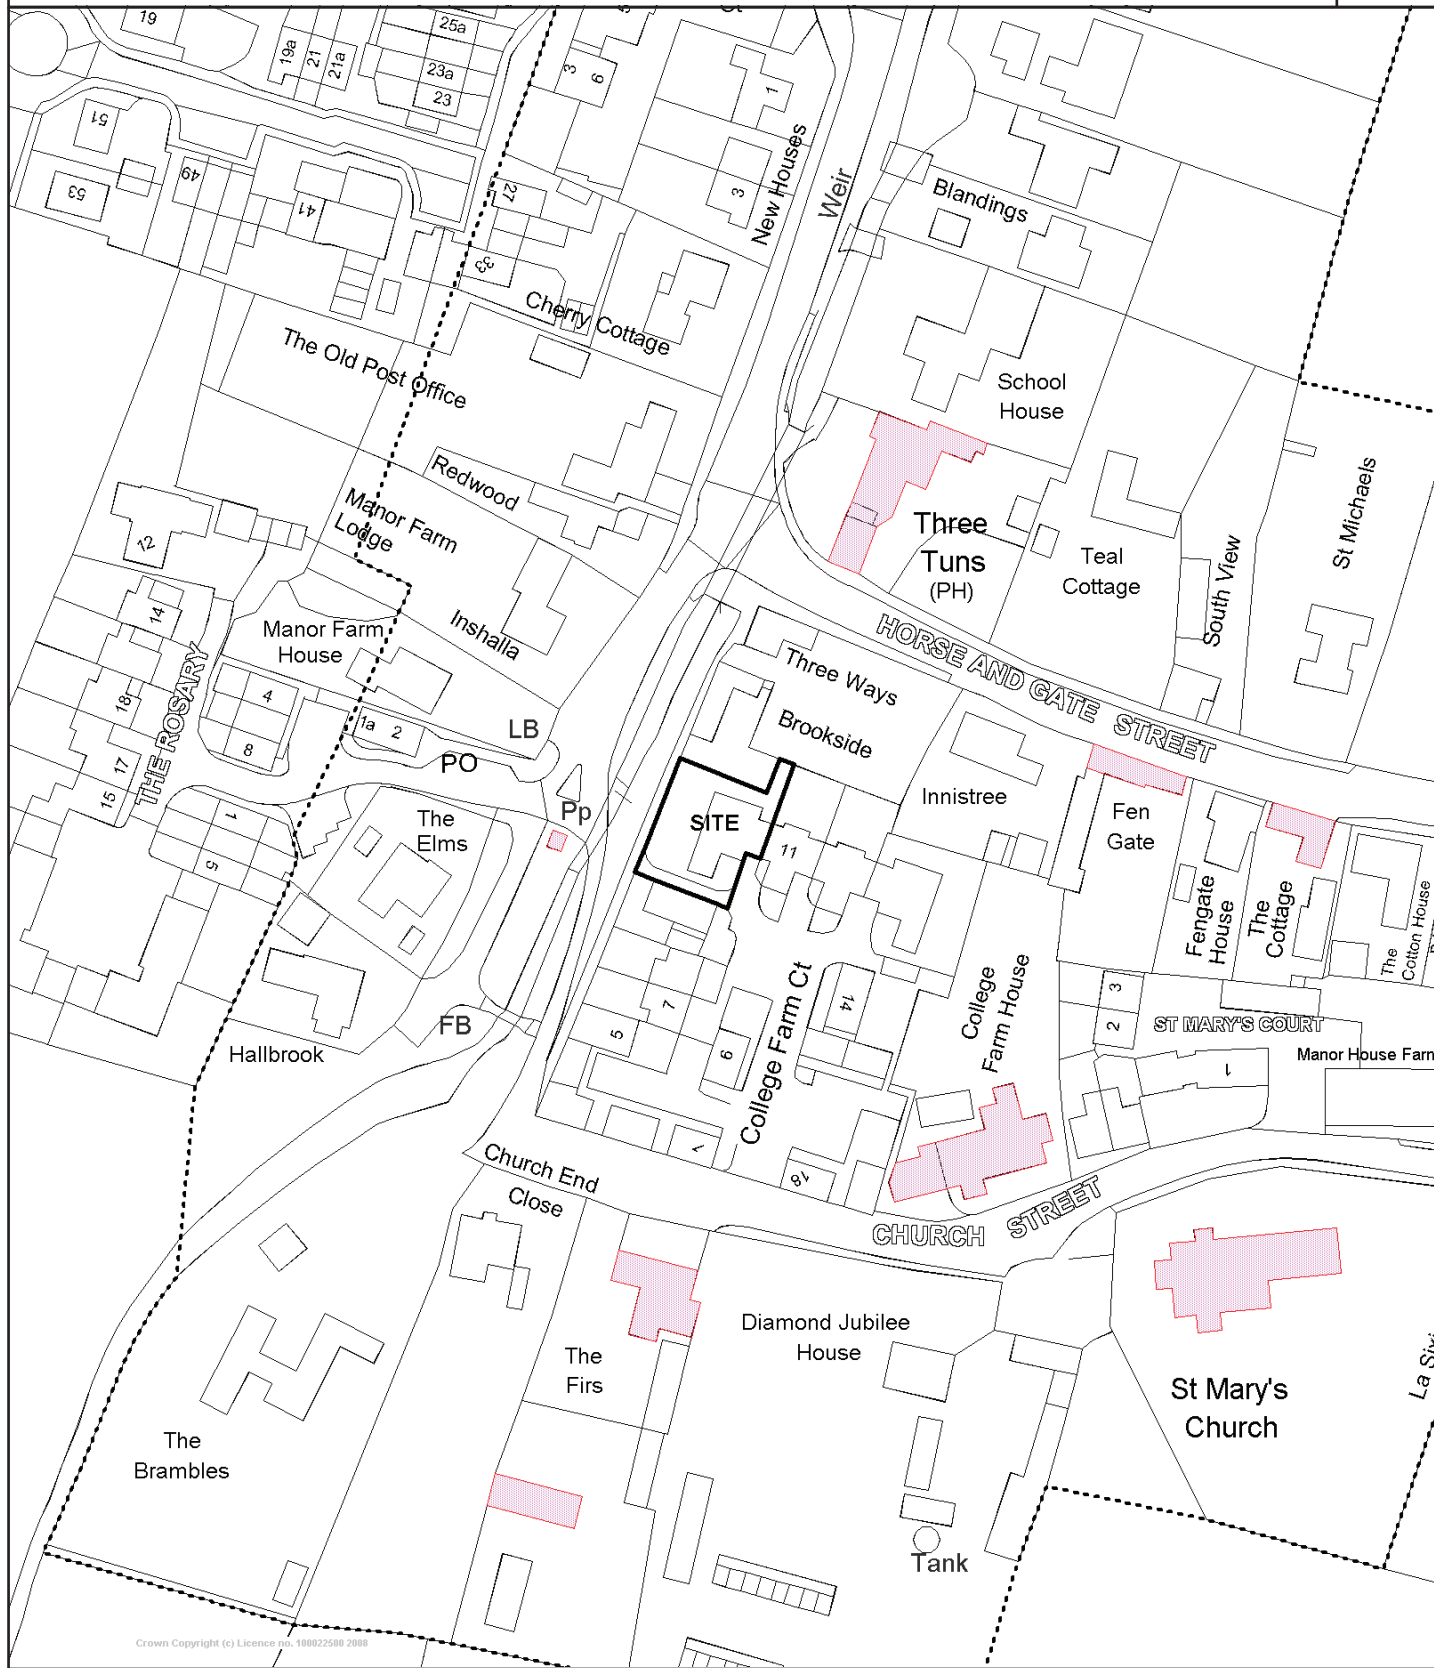 19
25a
19a
21
21a
23a
23
3
6
1
51
New Houses
3
Weir
Blandings
49
53
41
27
33
Cherry Cottage
The Old Post Office
School
House
Redwood
St Michaels
Manor Farm
Lodge
Three
Tuns
(PH)
Teal
Cottage
South View
12
14
Manor Farm
House
Inshalla
HORSE AND GATE STREET
Three Ways
THE ROSARY
4
18
8
1a
2
LB
Brookside
PO
17
15
1
5
Pp
The
Elms
SITE
11
Innistree
Fen
Gate
Fengate
House
The
Cottage
The
Cotton House
College
Farm House
3
2
ST MARY'S COURT
1
Manor House Farm
14
7
5
9
College Farm Ct
FB
Hallbrook
16
Church End
Close
CHURCH STREET
Diamond Jubilee
House
The
Firs
St Mary's
Church
The
Brambles
Tank
Crown Copyright (c) Licence no. 100022500 2008